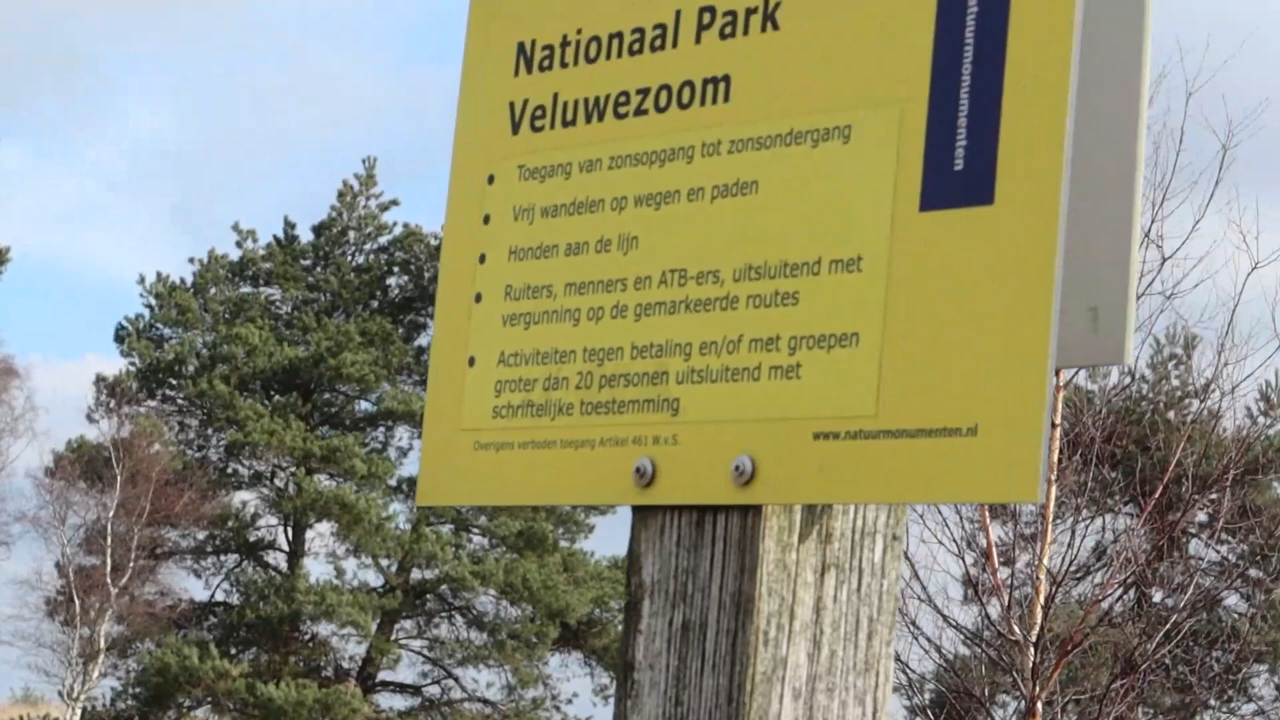 Nationaal Park
Veluwezoom
• Toegang van zonsopgang tot zonsondergang
• Vrij wandelen op wegen en paden
• Honden aan de lijn
• Ruiters, menners en ATB-ers, uitsluitend met
vergunning op de gemarkeerde routes
• Activiteiten tegen betaling en/of met groepen
groter dan 20 personen uitsluitend met
schriftelijke toestemming
Overigens verboden toegang Artikel 461 W.v.S.
www.natuurmonumenten.nl
atuurmonumenten